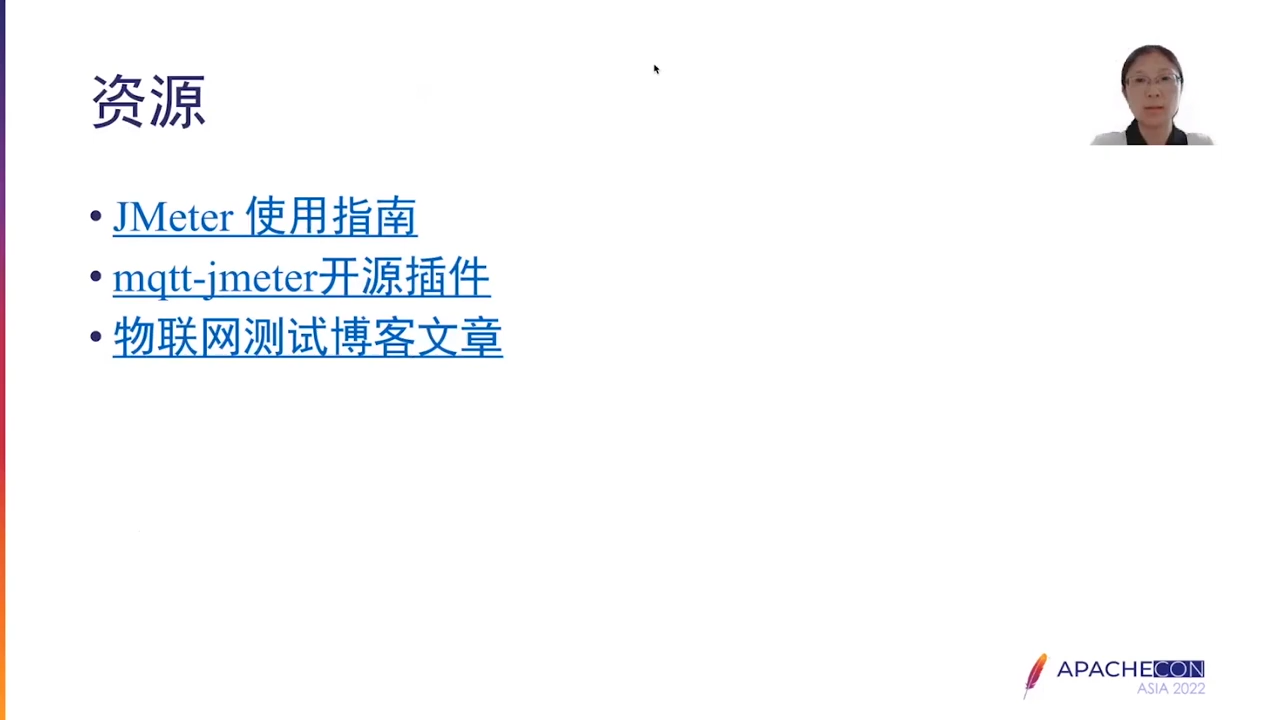 资源
JMeter 使用指南
mqtt-jmeter开源插件
物联网测试博客文章
APACHECON
ASIA 2022